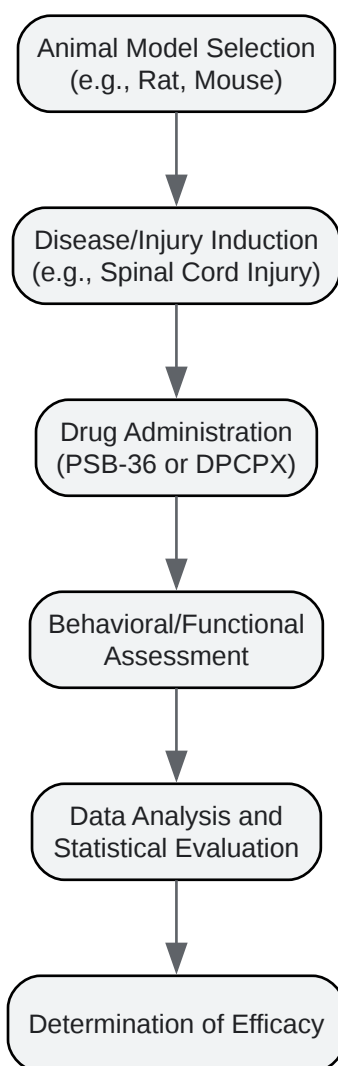 Animal Model Selection
(e.g., Rat, Mouse)
Disease/Injury Induction
(e.g., Spinal Cord Injury)
Drug Administration
(PSB-36 or DPCPX)
Behavioral/Functional
Assessment
Data Analysis and
Statistical Evaluation
Determination of Efficacy